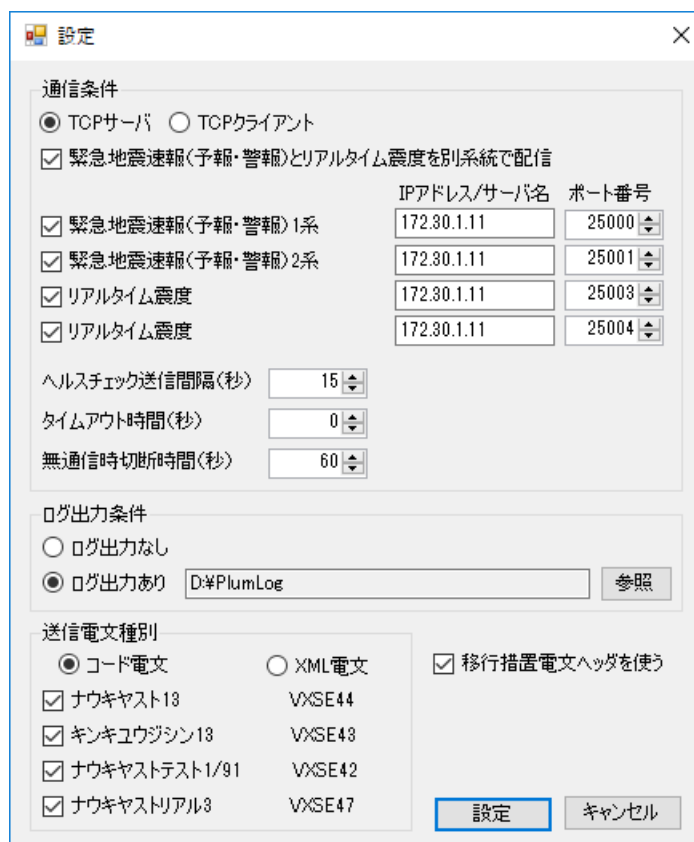 設定
通信条件
TCPサーバ TCPクライアント
緊急地震速報(予報・警報)とリアルタイム震度を別系統で配信
IPアドレス/サーバ名 ポート番号
緊急地震速報(予報・警報)1系 172.30.1.11 25000
緊急地震速報(予報・警報)2系 172.30.1.11 25001
リアルタイム震度 172.30.1.11 25003
リアルタイム震度 172.30.1.11 25004
ヘルスチェック送信間隔(秒) 15
タイムアウト時間(秒) 0
無通信時切断時間(秒) 60
ログ出力条件
ログ出力なし
ログ出力あり D:¥PlumLog 参照
送信電文種別
コード電文 XML電文 移行措置電文ヘッダを使う
ナウキャスト13 VXSE44
キンキュウジシン13 VXSE43
ナウキャストテスト1/91 VXSE42
ナウキャストリアル3 VXSE47
設定 キャンセル